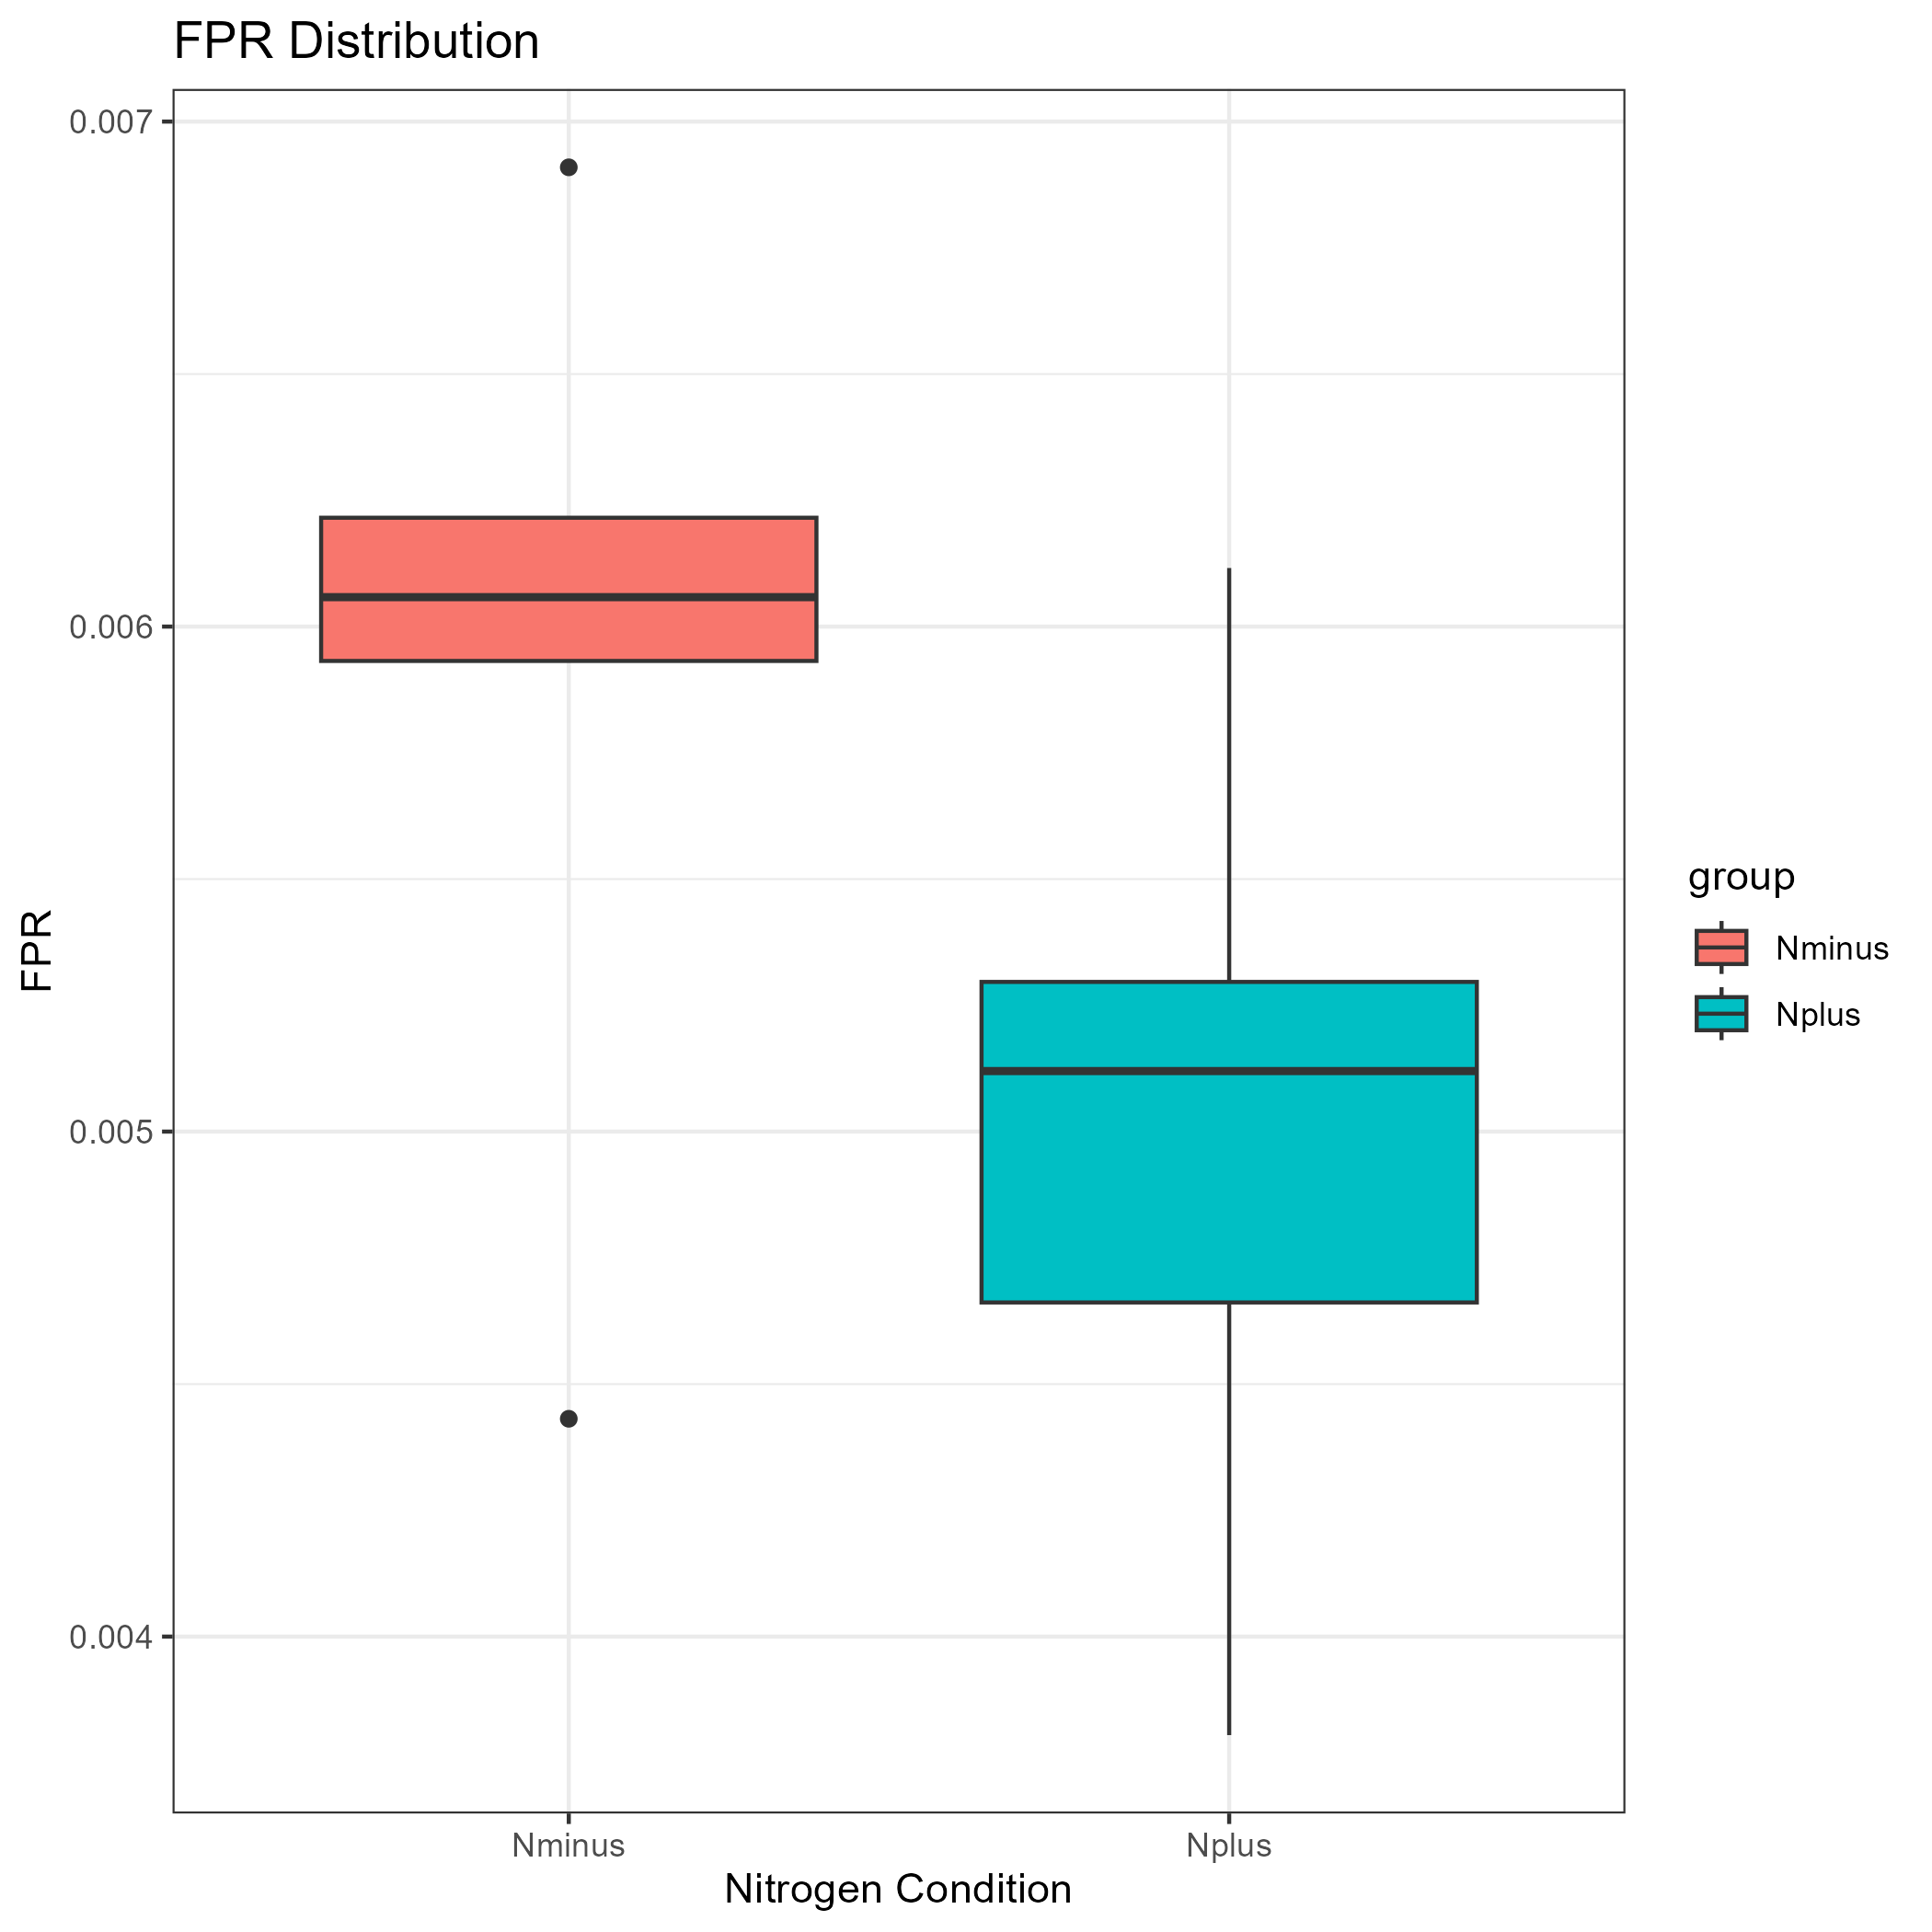 FPR Distribution
0.007
0.006
0.005
0.004
FPR
Nminus
Nplus
Nitrogen Condition
group
Nminus
Nplus